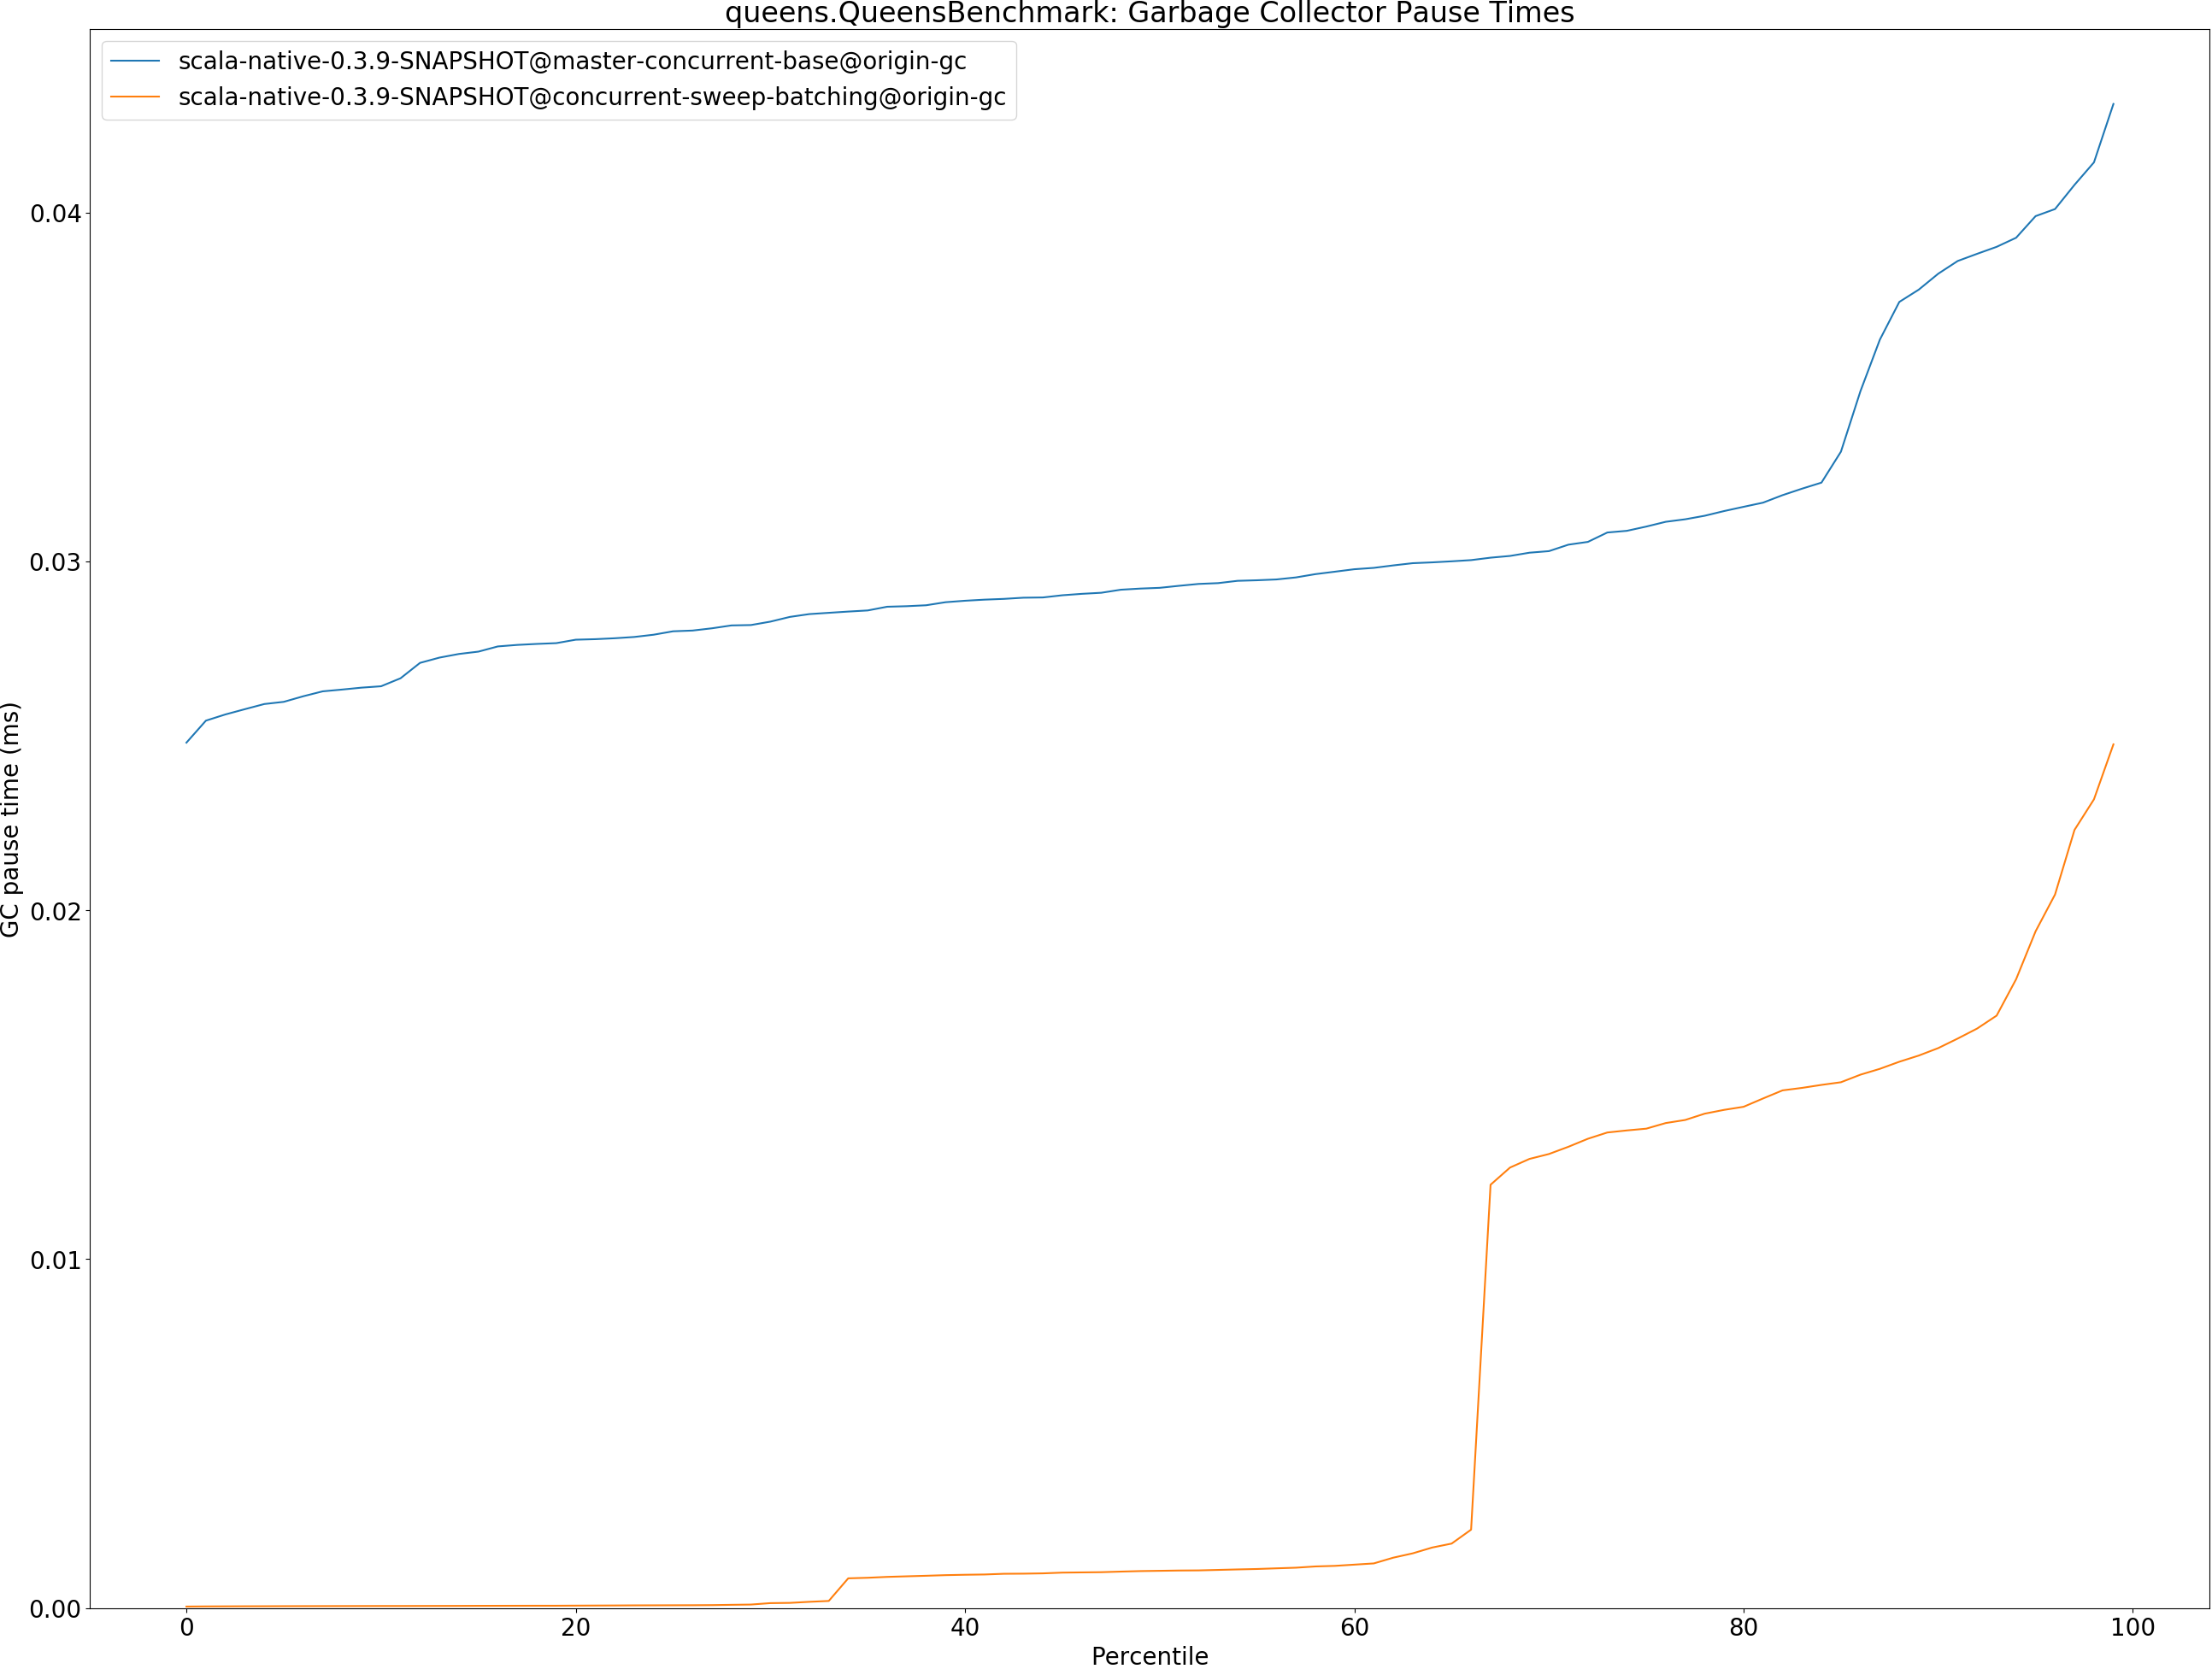 queens.QueensBenchmark: Garbage Collector Pause Times
scala-native-0.3.9-SNAPSHOT@master-concurrent-base@origin-gc
scala-native-0.3.9-SNAPSHOT@concurrent-sweep-batching@origin-gc
GC pause time (ms)
0.04
0.03
0.02
0.01
0.00
0 20 40 60 80 100
Percentile